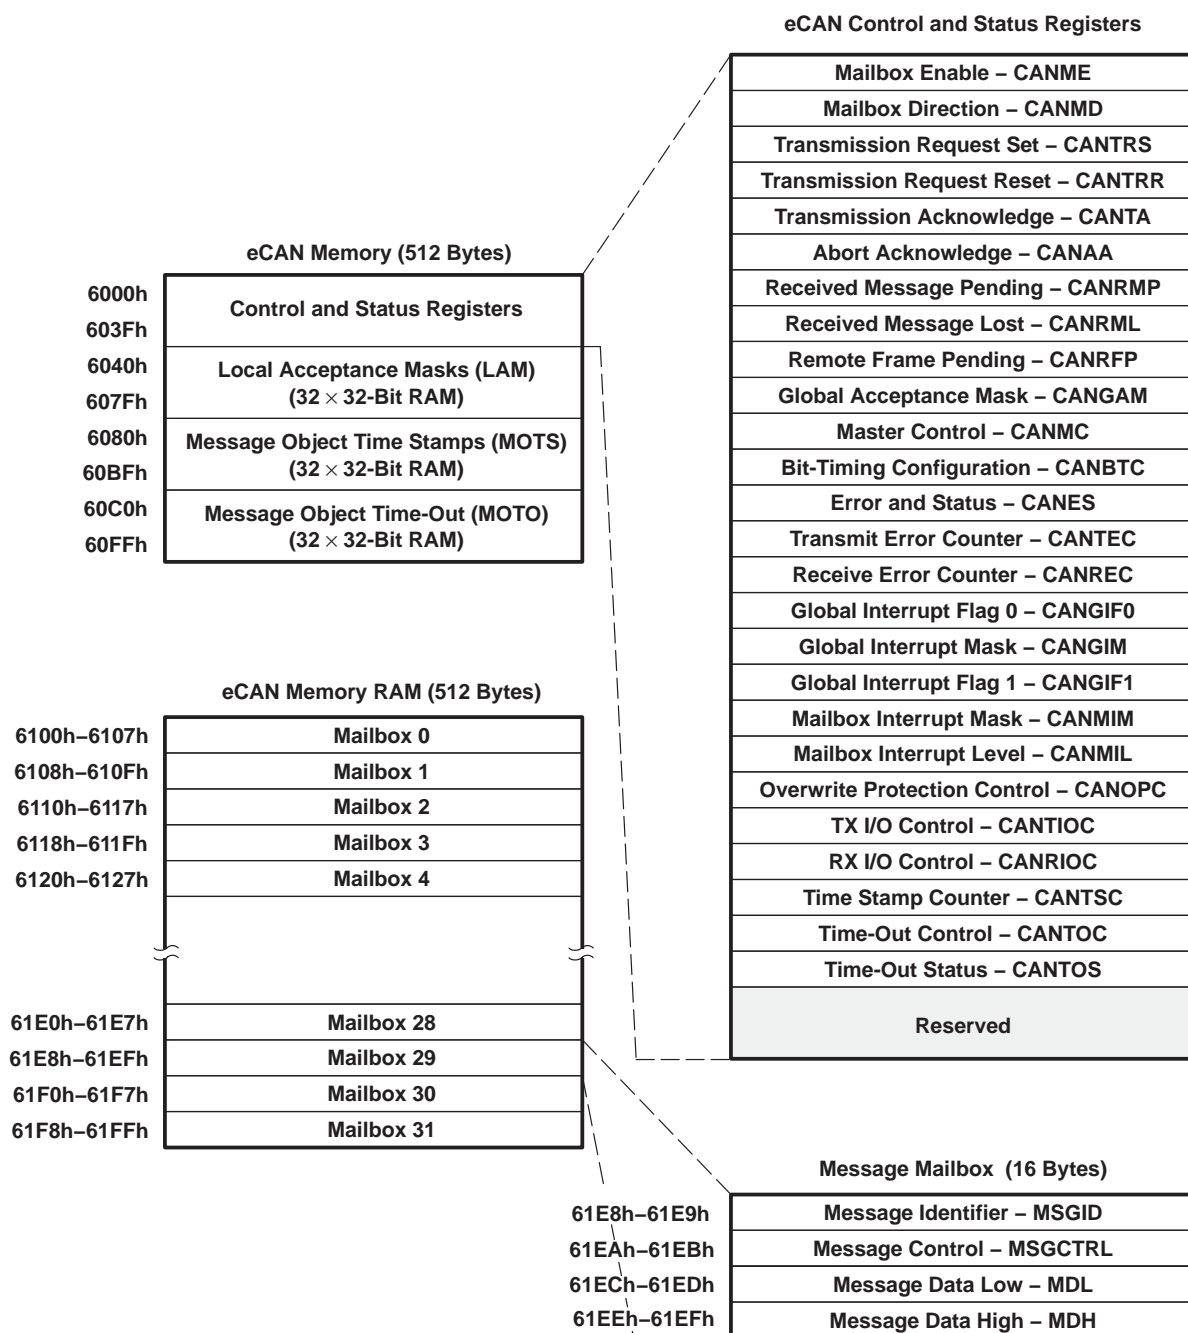 eCAN Control and Status Registers
Mailbox Enable – CANME
Mailbox Direction – CANMD
Transmission Request Set – CANTRS
Transmission Request Reset – CANTRR
Transmission Acknowledge – CANTA
Abort Acknowledge – CANAA
Received Message Pending – CANRMP
Received Message Lost – CANRML
Remote Frame Pending – CANRFP
Global Acceptance Mask – CANGAM
Master Control – CANMC
Bit-Timing Configuration – CANBTC
Error and Status – CANES
Transmit Error Counter – CANTEC
Receive Error Counter – CANREC
Global Interrupt Flag 0 – CANGIF0
Global Interrupt Mask – CANGIM
Global Interrupt Flag 1 – CANGIF1
Mailbox Interrupt Mask – CANMIM
Mailbox Interrupt Level – CANMIL
Overwrite Protection Control – CANOPC
TX I/O Control – CANTIOC
RX I/O Control – CANRIOC
Time Stamp Counter – CANTSC
Time-Out Control – CANTOC
Time-Out Status – CANTOS
Reserved
eCAN Memory (512 Bytes)
6000h
Control and Status Registers
603Fh
6040h
Local Acceptance Masks (LAM)
(32 × 32-Bit RAM)
607Fh
6080h
Message Object Time Stamps (MOTS)
(32 × 32-Bit RAM)
60BFh
60C0h
Message Object Time-Out (MOTO)
(32 × 32-Bit RAM)
60FFh
eCAN Memory RAM (512 Bytes)
6100h–6107h Mailbox 0
6108h–610Fh Mailbox 1
6110h–6117h Mailbox 2
6118h–611Fh Mailbox 3
6120h–6127h Mailbox 4
61E0h–61E7h Mailbox 28
61E8h–61EFh Mailbox 29
61F0h–61F7h Mailbox 30
61F8h–61FFh Mailbox 31
Message Mailbox (16 Bytes)
61E8h–61E9h Message Identifier – MSGID
61EAh–61EBh Message Control – MSGCTRL
61ECh–61EDh Message Data Low – MDL
61EEh–61EFh Message Data High – MDH